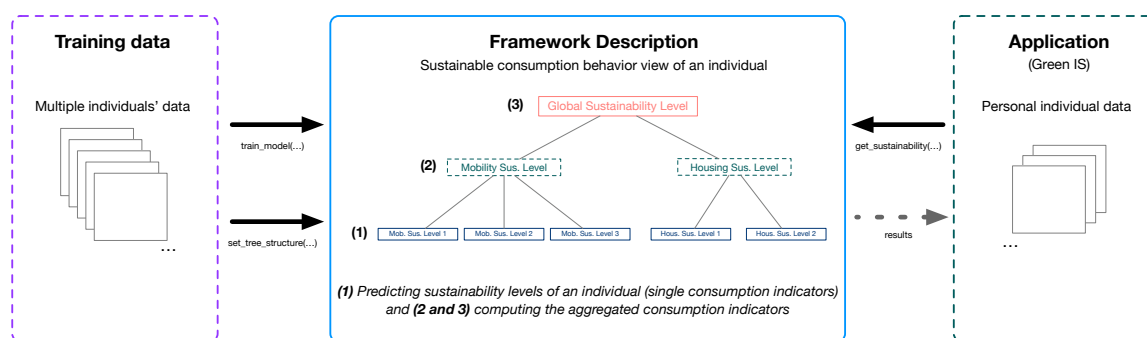 Training data
Multiple individuals' data
...
train_model(...)
set_tree_structure(...)
Framework Description
Sustainable consumption behavior view of an individual
(3) Global Sustainability Level
(2) Mobility Sus. Level Housing Sus. Level
(1) Mob. Sus. Level 1 Mob. Sus. Level 2 Mob. Sus. Level 3 Hous. Sus. Level 1 Hous. Sus. Level 2
(1) Predicting sustainability levels of an individual (single consumption indicators)
and (2 and 3) computing the aggregated consumption indicators
get_sustainability(...)
results
Application
(Green IS)
Personal individual data
...